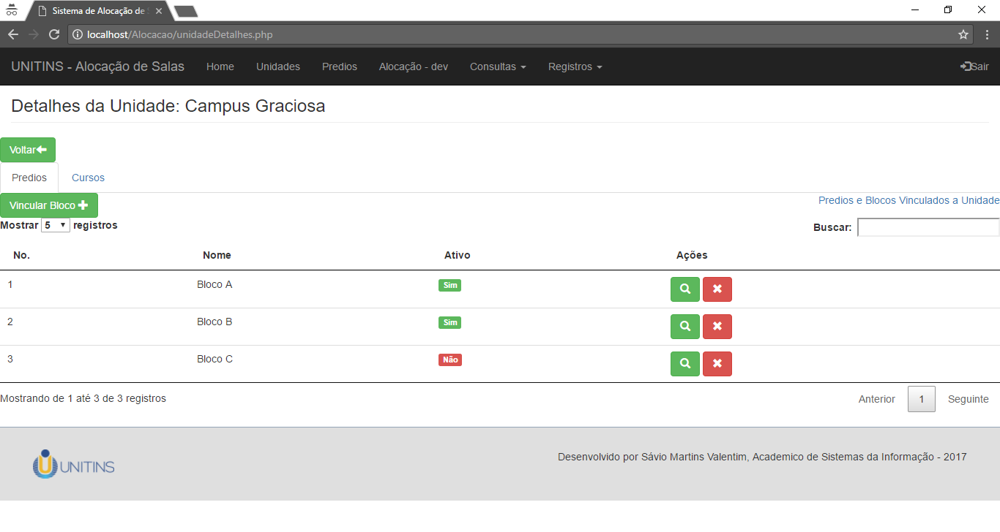 Sistema de Alocação de
localhost/Alocacao/unidadeDetalhes.php
UNITINS - Alocação de Salas Home Unidades Predios Alocação - dev Consultas Registros Sair
Detalhes da Unidade: Campus Graciosa
Voltar
Predios Cursos
Vincular Bloco Predios e Blocos Vinculados a Unidade
Mostrar 5 registros Buscar:
No. Nome Ativo Ações
1 Bloco A Sim
2 Bloco B Sim
3 Bloco C Não
Mostrando de 1 até 3 de 3 registros Anterior 1 Seguinte
UNITINS Desenvolvido por Sávio Martins Valentim, Academico de Sistemas da Informação - 2017